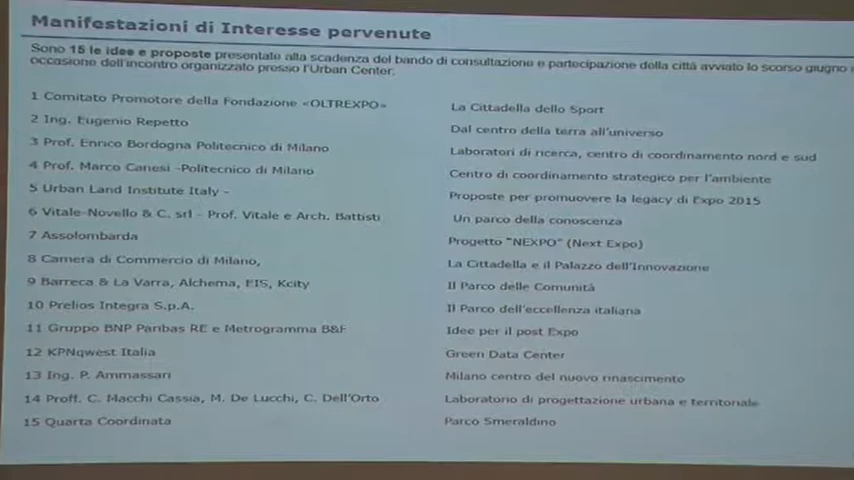 Manifestazioni di Interesse pervenute
Sono 15 le idee e proposte presentate alla scadenza del bando di consultazione e partecipazione della città avviato lo scorso giugno
occasione dell'incontro organizzato presso l'Urban Center.
1 Comitato Promotore della Fondazione «OLTREXPO» La Cittadella dello Sport
2 Ing. Eugenio Repetto Dal centro della terra all'universo
3 Prof. Enrico Bordogna Politecnico di Milano Laboratori di ricerca, centro di coordinamento nord e sud
4 Prof. Marco Canesi -Politecnico di Milano Centro di coordinamento strategico per l'ambiente
5 Urban Land Institute Italy - Proposte per promuovere la legacy di Expo 2015
6 Vitale-Novello & C. srl - Prof. Vitale e Arch. Battisti Un parco della conoscenza
7 Assolombarda Progetto "NEXPO" (Next Expo)
8 Camera di Commercio di Milano, La Cittadella e il Palazzo dell'Innovazione
9 Barreca & La Varra, Alchema, EIS, Kcity Il Parco delle Comunità
10 Prelios Integra S.p.A. Il Parco dell'eccellenza italiana
11 Gruppo BNP Paribas RE e Metrogramma B&F Idee per il post Expo
12 KPNqwest Italia Green Data Center
13 Ing. P. Ammassari Milano centro del nuovo rinascimento
14 Proff. C. Macchi Cassia, M. De Lucchi, C. Dell'Orto Laboratorio di progettazione urbana e territoriale
15 Quarta Coordinata Parco Smeraldino